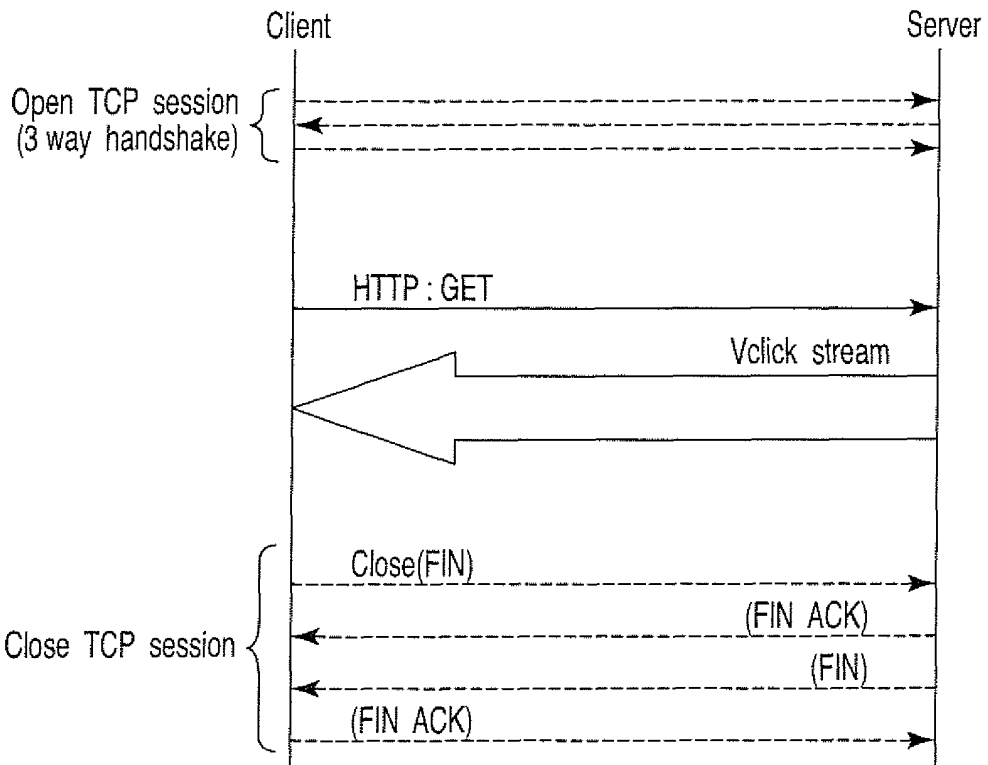 Client
Server
Open TCP session
(3 way handshake)
HTTP : GET
Vclick stream
Close(FIN)
(FIN ACK)
Close TCP session
(FIN)
(FIN ACK)